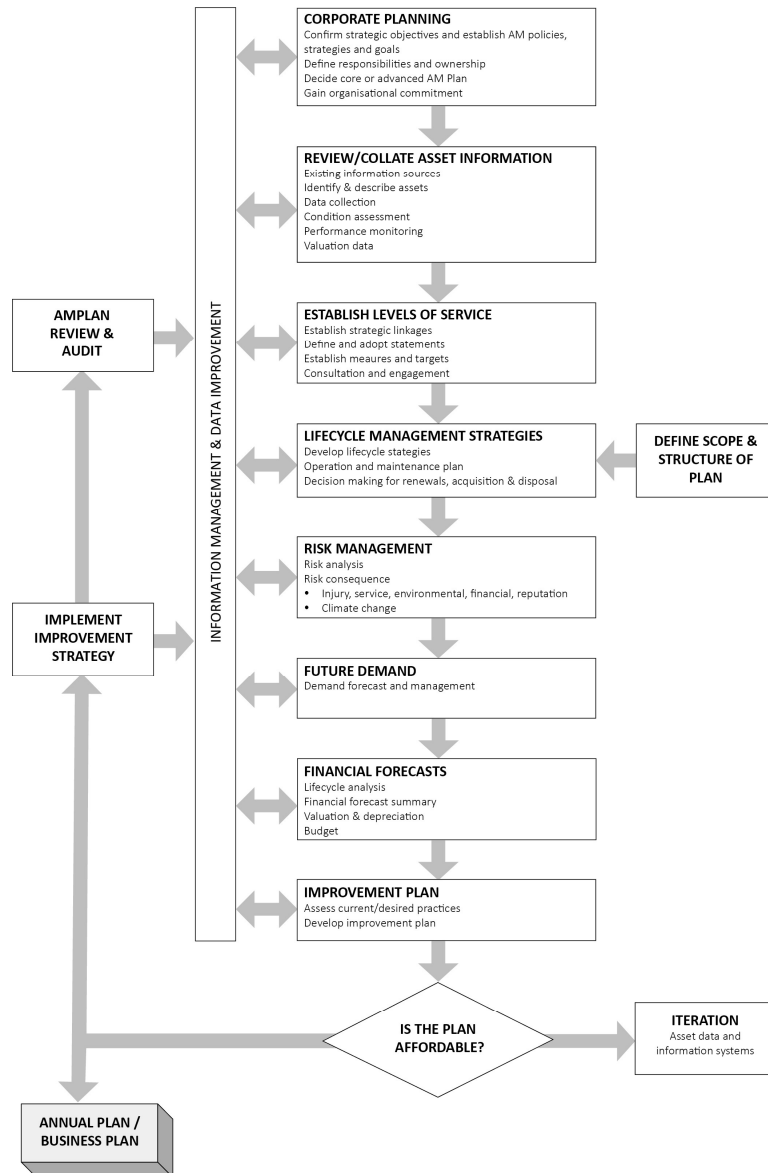 CORPORATE PLANNING
Confirm strategic objectives and establish AM policies,
strategies and goals
Define responsibilities and ownership
Decide core or advanced AM Plan
Gain organisational commitment
REVIEW/COLLATE ASSET INFORMATION
Existing information sources
Identify & describe assets
Data collection
Condition assessment
Performance monitoring
Valuation data
INFORMATION MANAGEMENT & DATA IMPROVEMENT
AMPLAN
REVIEW &
AUDIT
ESTABLISH LEVELS OF SERVICE
Establish strategic linkages
Define and adopt statements
Establish meaures and targets
Consultation and engagement
LIFECYCLE MANAGEMENT STRATEGIES
Develop lifecycle stategies
Operation and maintenance plan
Decision making for renewals, acquisition & disposal
DEFINE SCOPE &
STRUCTURE OF
PLAN
RISK MANAGEMENT
Risk analysis
Risk consequence
• Injury, service, environmental, financial, reputation
• Climate change
IMPLEMENT
IMPROVEMENT
STRATEGY
FUTURE DEMAND
Demand forecast and management
FINANCIAL FORECASTS
Lifecycle analysis
Financial forecast summary
Valuation & depreciation
Budget
IMPROVEMENT PLAN
Assess current/desired practices
Develop improvement plan
IS THE PLAN
AFFORDABLE?
ITERATION
Asset data and
information systems
ANNUAL PLAN /
BUSINESS PLAN